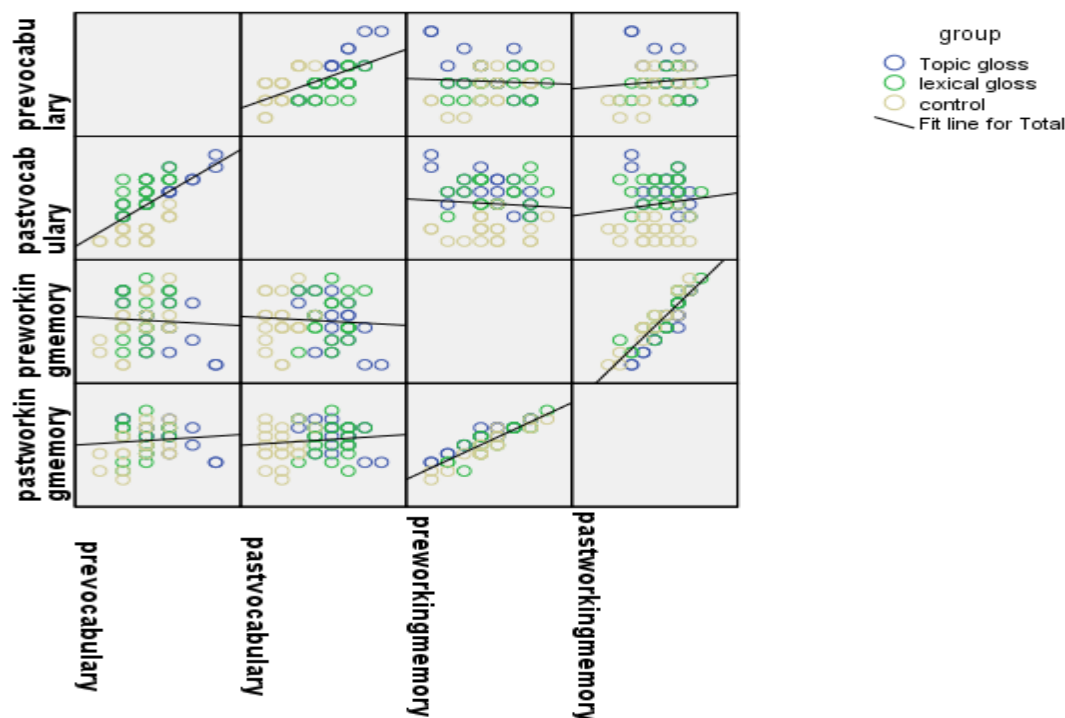 prevocabu
lary
pastvocab
ulary
preworkin
gmemory
pastworkin
gmemory
prevocabulary
pastvocabulary
preworkingmemory
pastworkingmemory
group
Topic gloss
lexical gloss
control
Fit line for Total